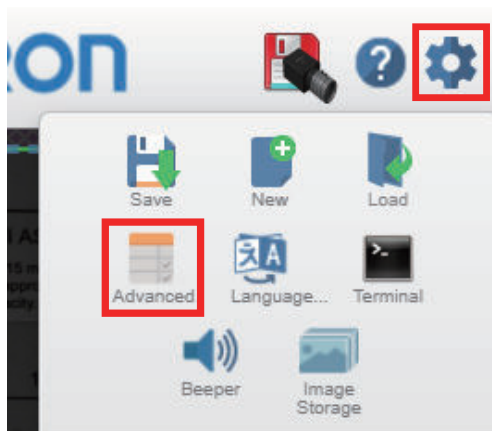 ron
Save New Load
Advanced Language... Terminal
Beeper Image
Storage